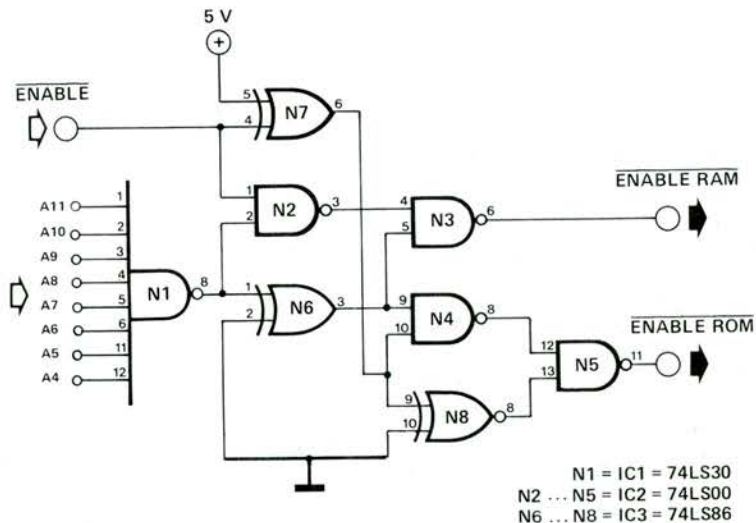 5 V
+
ENABLE
5
4
N7
6
1
2
N2
3
4
5
N3
6
ENABLE RAM
A11
1
A10
2
A9
3
A8
4
A7
5
A6
6
A5
11
A4
12
N1
8
1
2
N6
3
9
10
N4
8
12
13
N5
11
ENABLE ROM
9
10
N8
8
N1 = IC1 = 74LS30
N2 ... N5 = IC2 = 74LS00
N6 ... N8 = IC3 = 74LS86